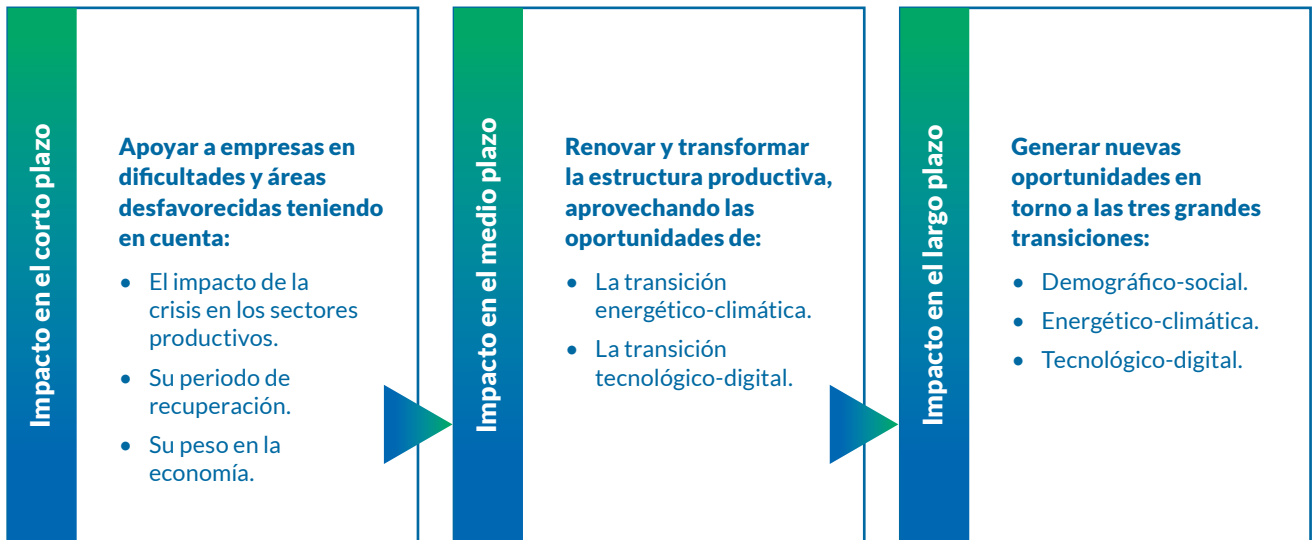 Impacto en el corto plazo
Apoyar a empresas en
dificultades y áreas
desfavorecidas teniendo
en cuenta:
• El impacto de la
crisis en los sectores
productivos.
• Su periodo de
recuperación.
• Su peso en la
economía.
Impacto en el medio plazo
Renovar y transformar
la estructura productiva,
aprovechando las
oportunidades de:
• La transición
energético-climática.
• La transición
tecnológico-digital.
Impacto en el largo plazo
Generar nuevas
oportunidades en
torno a las tres grandes
transiciones:
• Demográfico-social.
• Energético-climática.
• Tecnológico-digital.